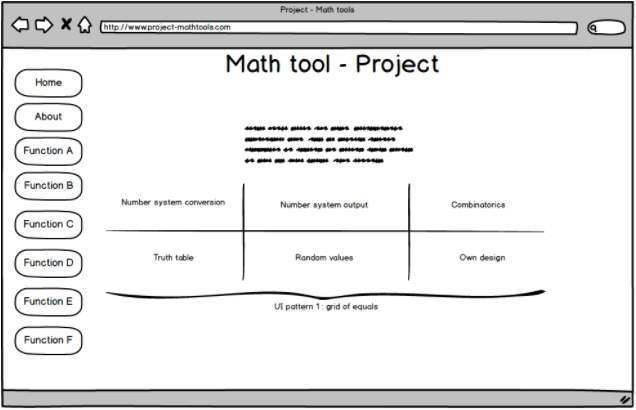 Project - Math tools
http://www.project-mathtools.com
Math tool - Project
Home
About
Function A
Function B
Function C
Function D
Function E
Function F
Number system conversion
Number system output
Combinatorics
Truth table
Random values
Own design
UI pattern 1 : grid of equals